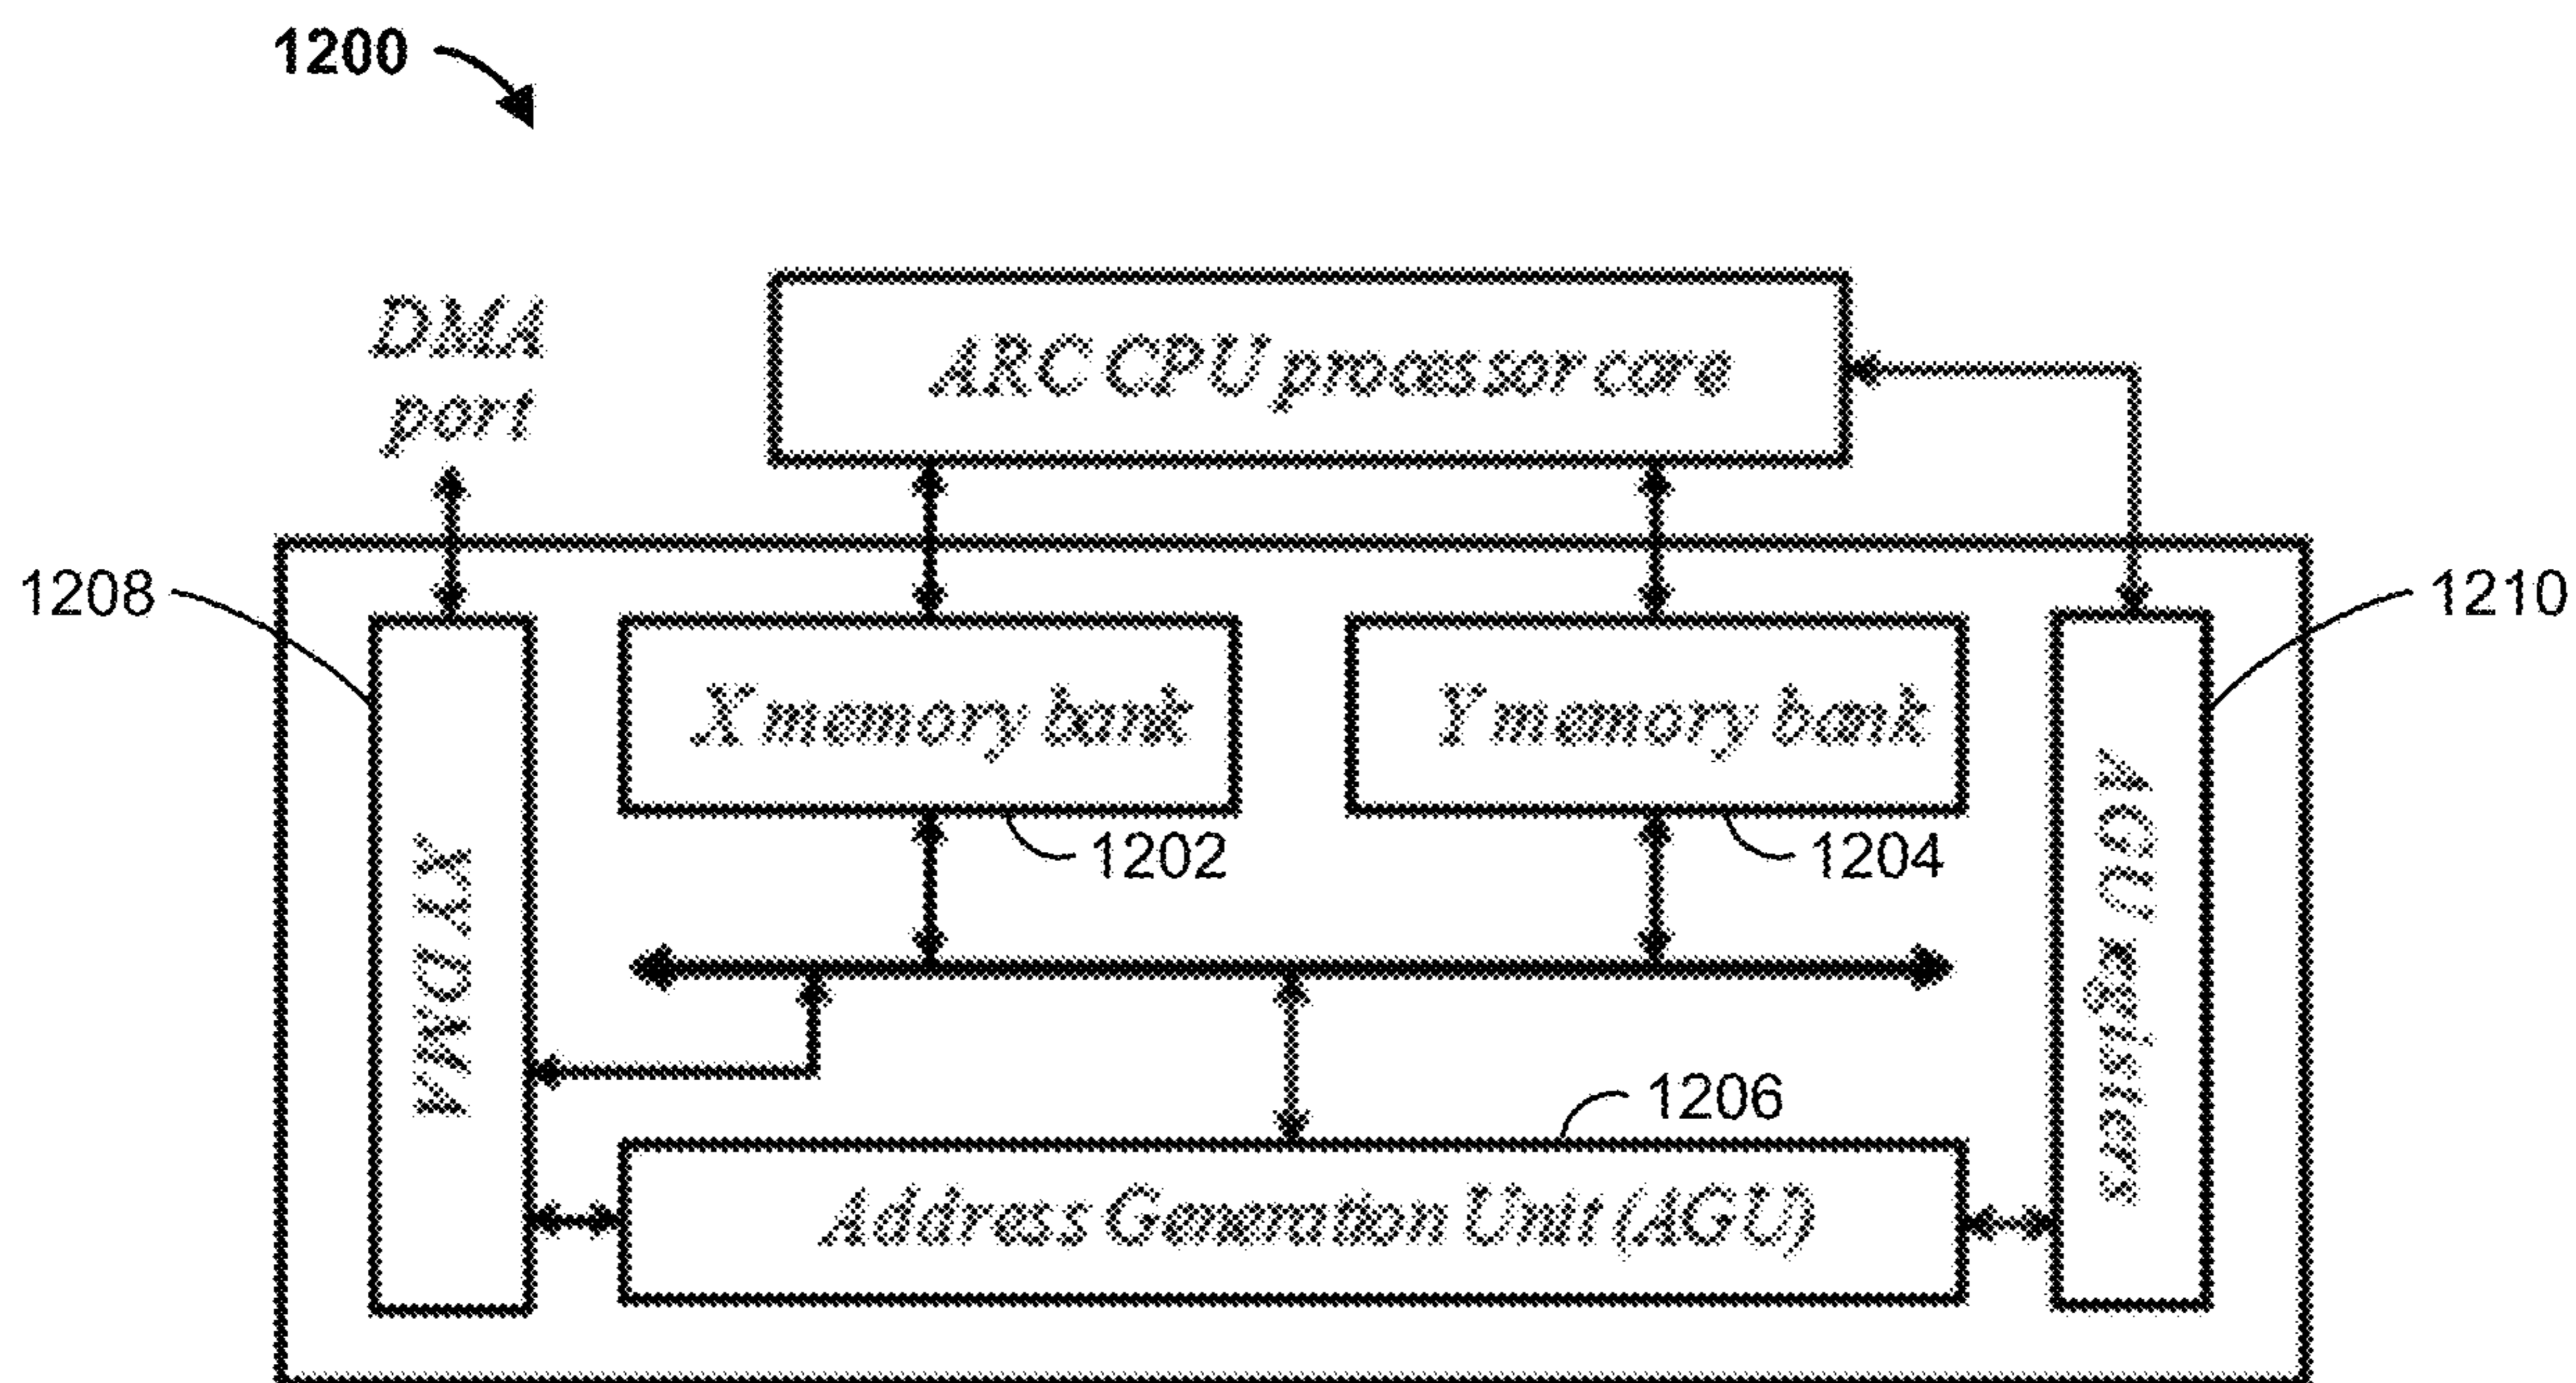 1200
DMA
port
ARC CPU processor core
1208
1210
X memory bank
Y memory bank
1202
1204
XY DMA
AGU registers
1206
Address Generation Unit (AGU)